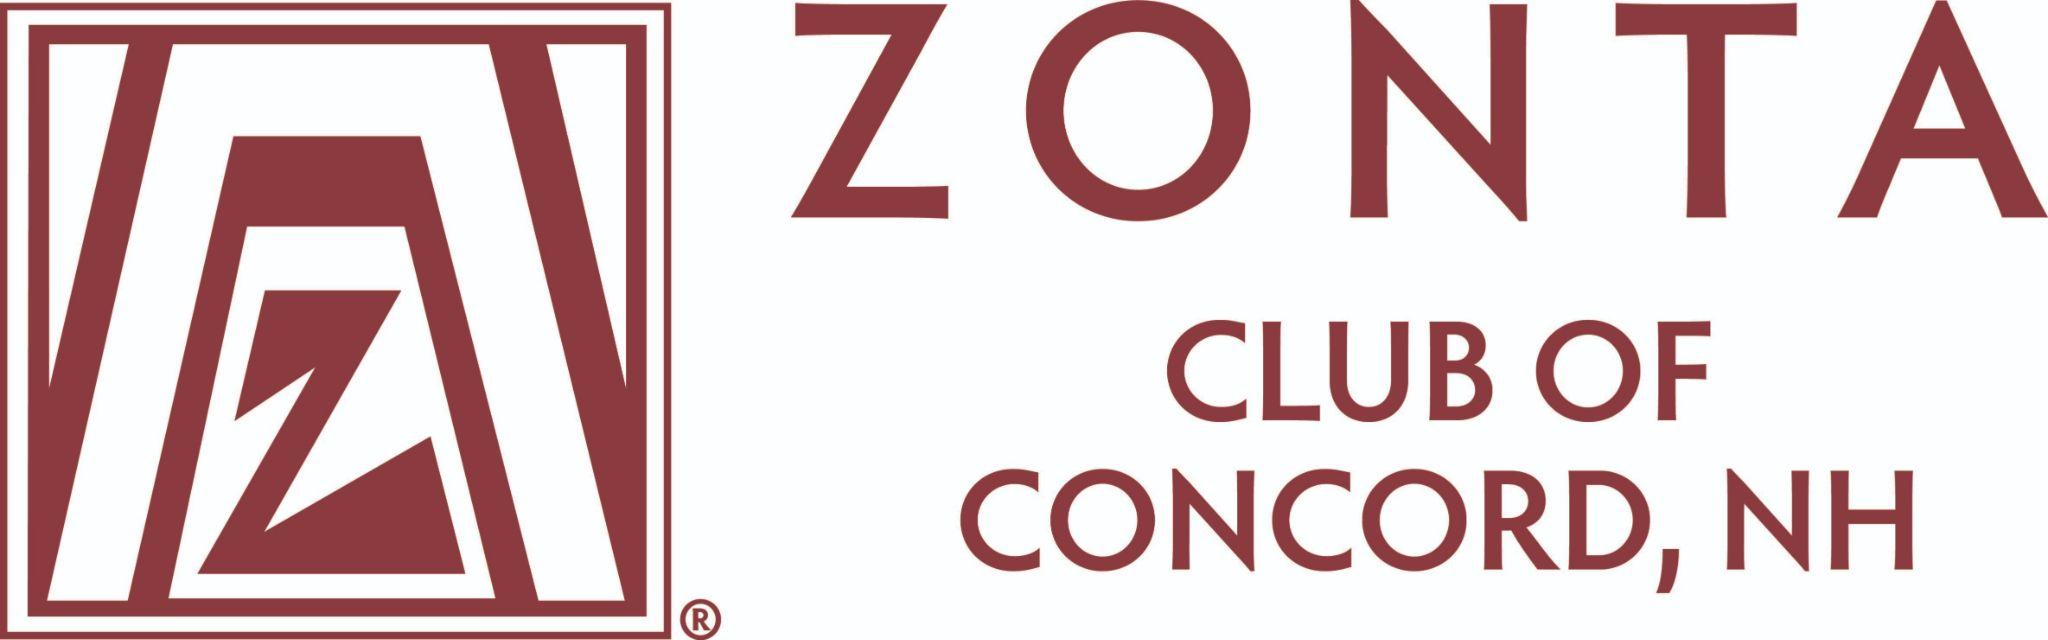 ZONTA
CLUB OF
CONCORD, NH
Z
®